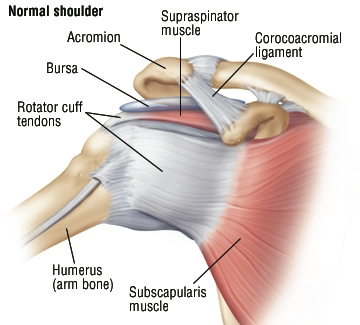 Normal shoulder
Supraspinator
muscle
Acromion
Corocoacromial
ligament
Bursa
Rotator cuff
tendons
Humerus
(arm bone)
Subscapularis
muscle